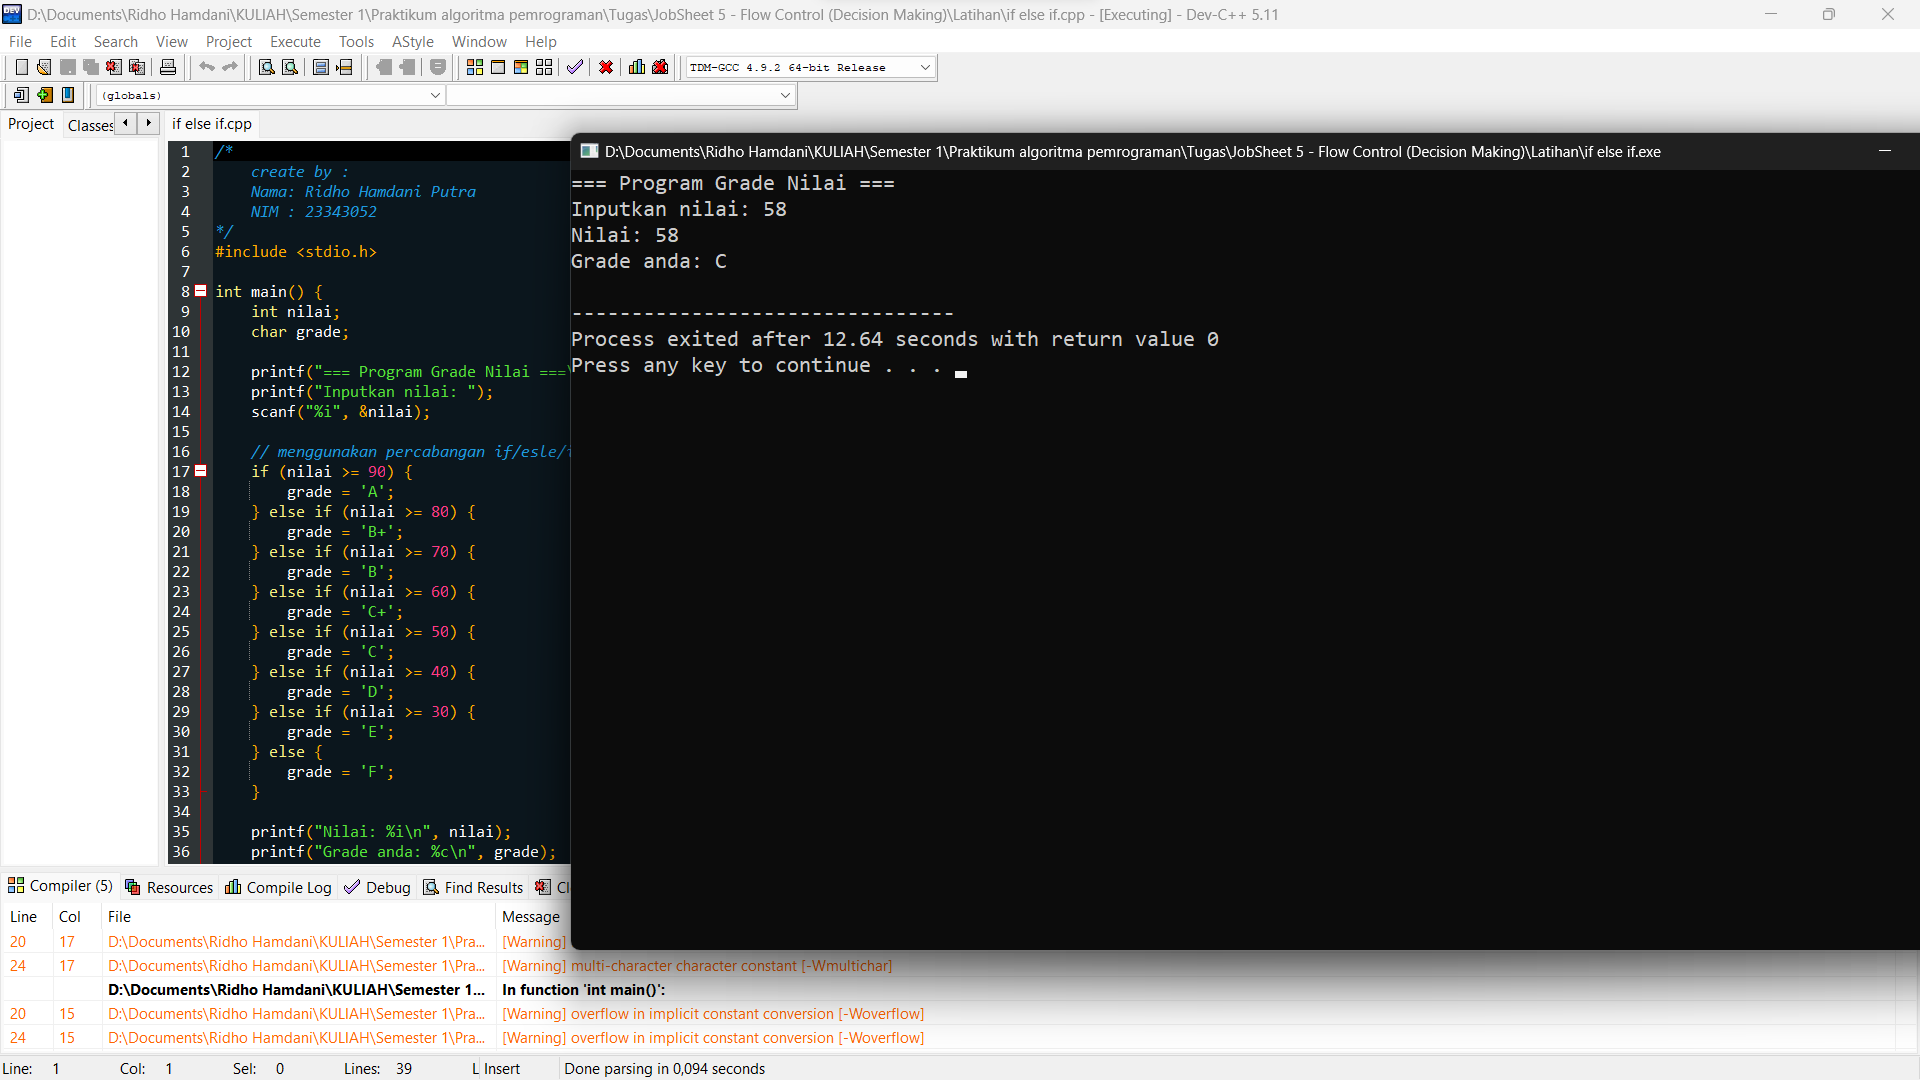 D:\Documents\Ridho Hamdani\KULIAH\Semester 1\Praktikum algoritma pemrograman\Tugas\JobSheet 5 - Flow Control (Decision Making)\Latihan\if else if.cpp - [Executing] - Dev-C++ 5.11
File Edit Search View Project Execute Tools AStyle Window Help
TDM-GCC 4.9.2 64-bit Release
(globals)
Project Classes if else if.cpp
1 /*
2 create by :
3 Nama: Ridho Hamdani Putra
4 NIM : 23343052
5 */
6 #include <stdio.h>
7
8 int main() {
9 int nilai;
10 char grade;
11
12 printf("=== Program Grade Nilai ===\
13 printf("Inputkan nilai: ");
14 scanf("%i", &nilai);
15
16 // menggunakan percabangan if/esle/
17 if (nilai >= 90) {
18 grade = 'A';
19 } else if (nilai >= 80) {
20 grade = 'B+';
21 } else if (nilai >= 70) {
22 grade = 'B';
23 } else if (nilai >= 60) {
24 grade = 'C+';
25 } else if (nilai >= 50) {
26 grade = 'C';
27 } else if (nilai >= 40) {
28 grade = 'D';
29 } else if (nilai >= 30) {
30 grade = 'E';
31 } else {
32 grade = 'F';
33 }
34
35 printf("Nilai: %i\n", nilai);
36 printf("Grade anda: %c\n", grade);
D:\Documents\Ridho Hamdani\KULIAH\Semester 1\Praktikum algoritma pemrograman\Tugas\JobSheet 5 - Flow Control (Decision Making)\Latihan\if else if.exe
=== Program Grade Nilai ===
Inputkan nilai: 58
Nilai: 58
Grade anda: C
--------------------------------
Process exited after 12.64 seconds with return value 0
Press any key to continue . . .
Compiler (5) Resources Compile Log Debug Find Results Cl
Line Col File Message
20 17 D:\Documents\Ridho Hamdani\KULIAH\Semester 1\Pra... [Warning]
24 17 D:\Documents\Ridho Hamdani\KULIAH\Semester 1\Pra... [Warning] multi-character character constant [-Wmultichar]
D:\Documents\Ridho Hamdani\KULIAH\Semester 1... In function 'int main()':
20 15 D:\Documents\Ridho Hamdani\KULIAH\Semester 1\Pra... [Warning] overflow in implicit constant conversion [-Woverflow]
24 15 D:\Documents\Ridho Hamdani\KULIAH\Semester 1\Pra... [Warning] overflow in implicit constant conversion [-Woverflow]
Line: 1 Col: 1 Sel: 0 Lines: 39 L Insert Done parsing in 0,094 seconds